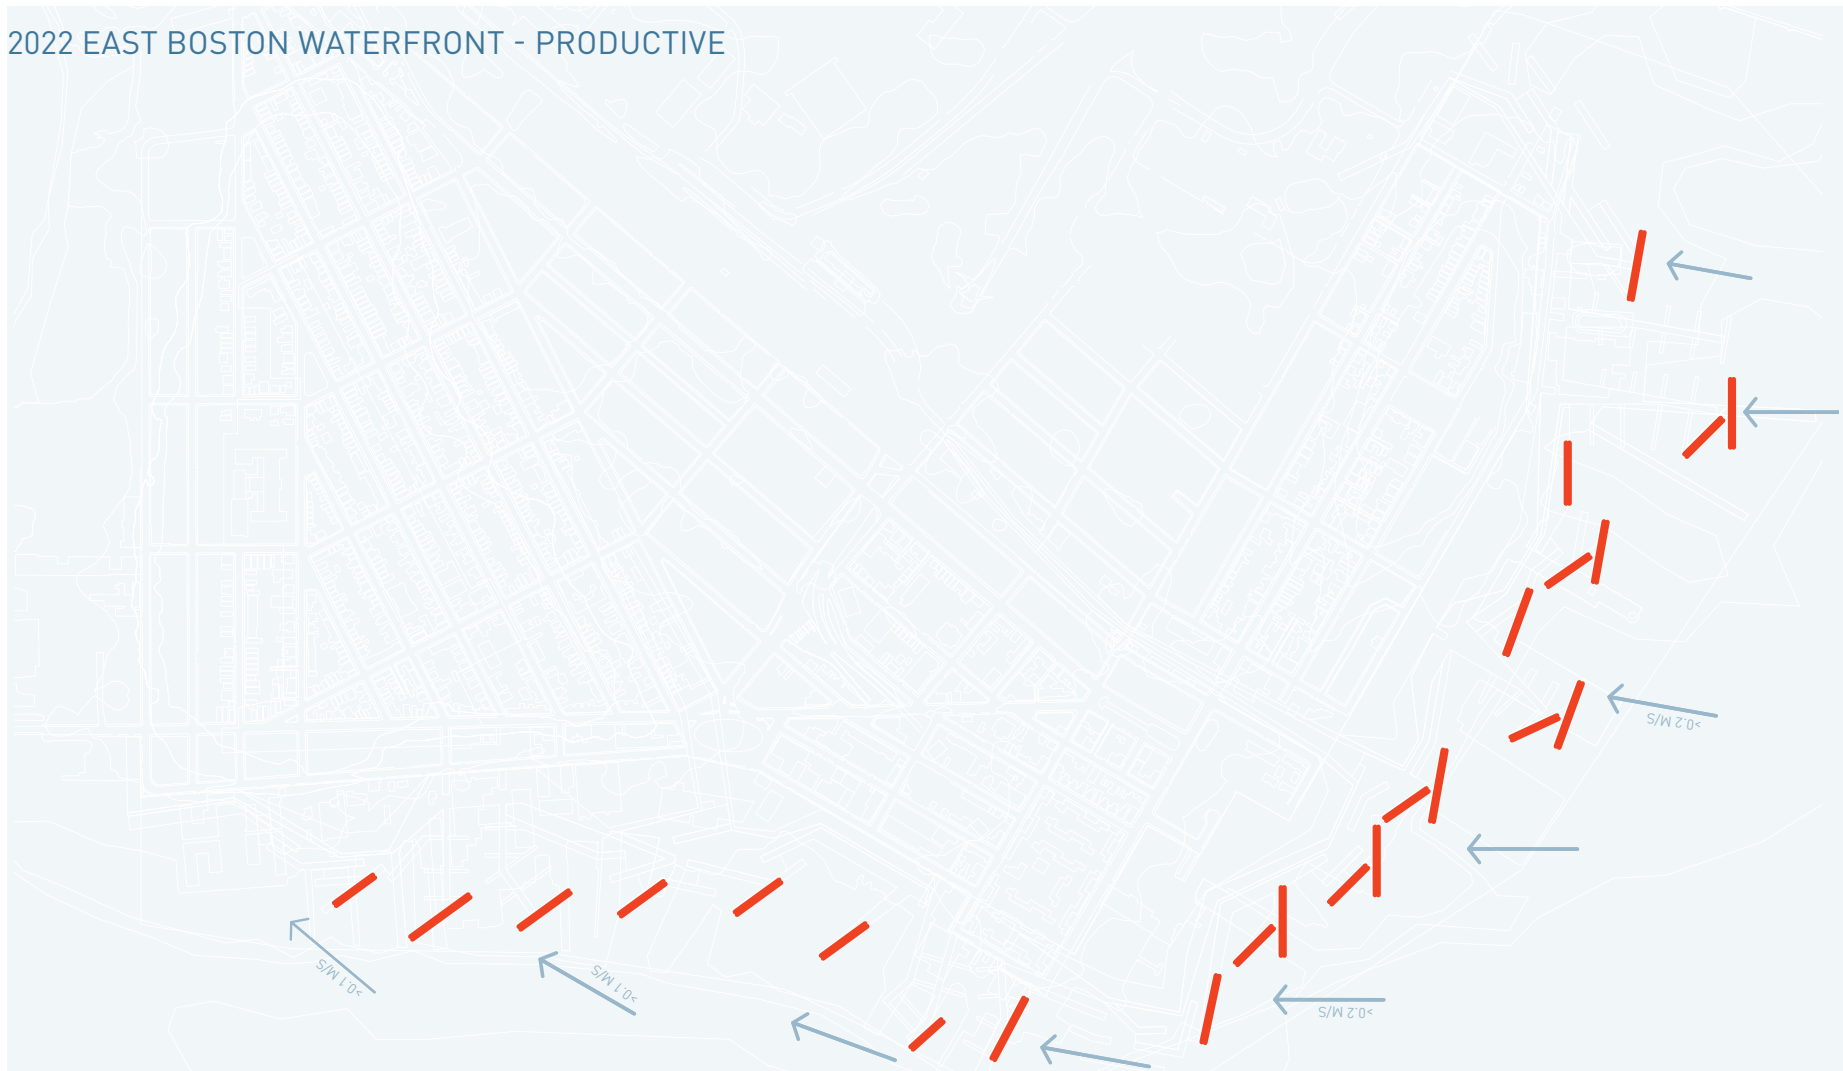 2022 EAST BOSTON WATERFRONT - PRODUCTIVE
>0.2 M/S
>0.1 M/S
>0.1 M/S
>0.2 M/S